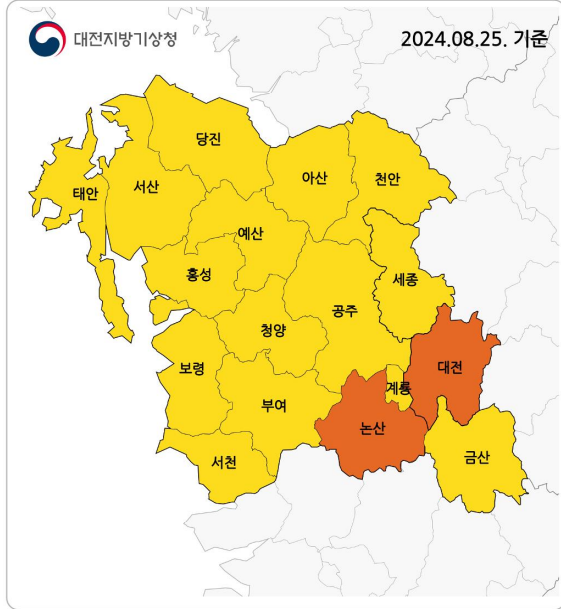 대전지방기상청
2024.08.25. 기준
당진
아산
천안
태안
서산
예산
홍성
세종
공주
청양
보령
대전
계룡
부여
논산
서천
금산